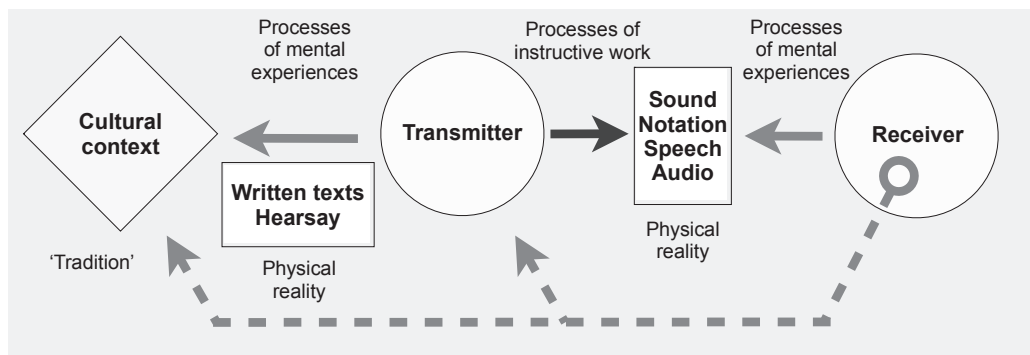 Processes
of mental
experiences
Processes of
instructive work
Processes
of mental
experiences
Cultural
context
Transmitter
Sound
Notation
Speech
Audio
Receiver
Written texts
Hearsay
'Tradition'
Physical
reality
Physical
reality